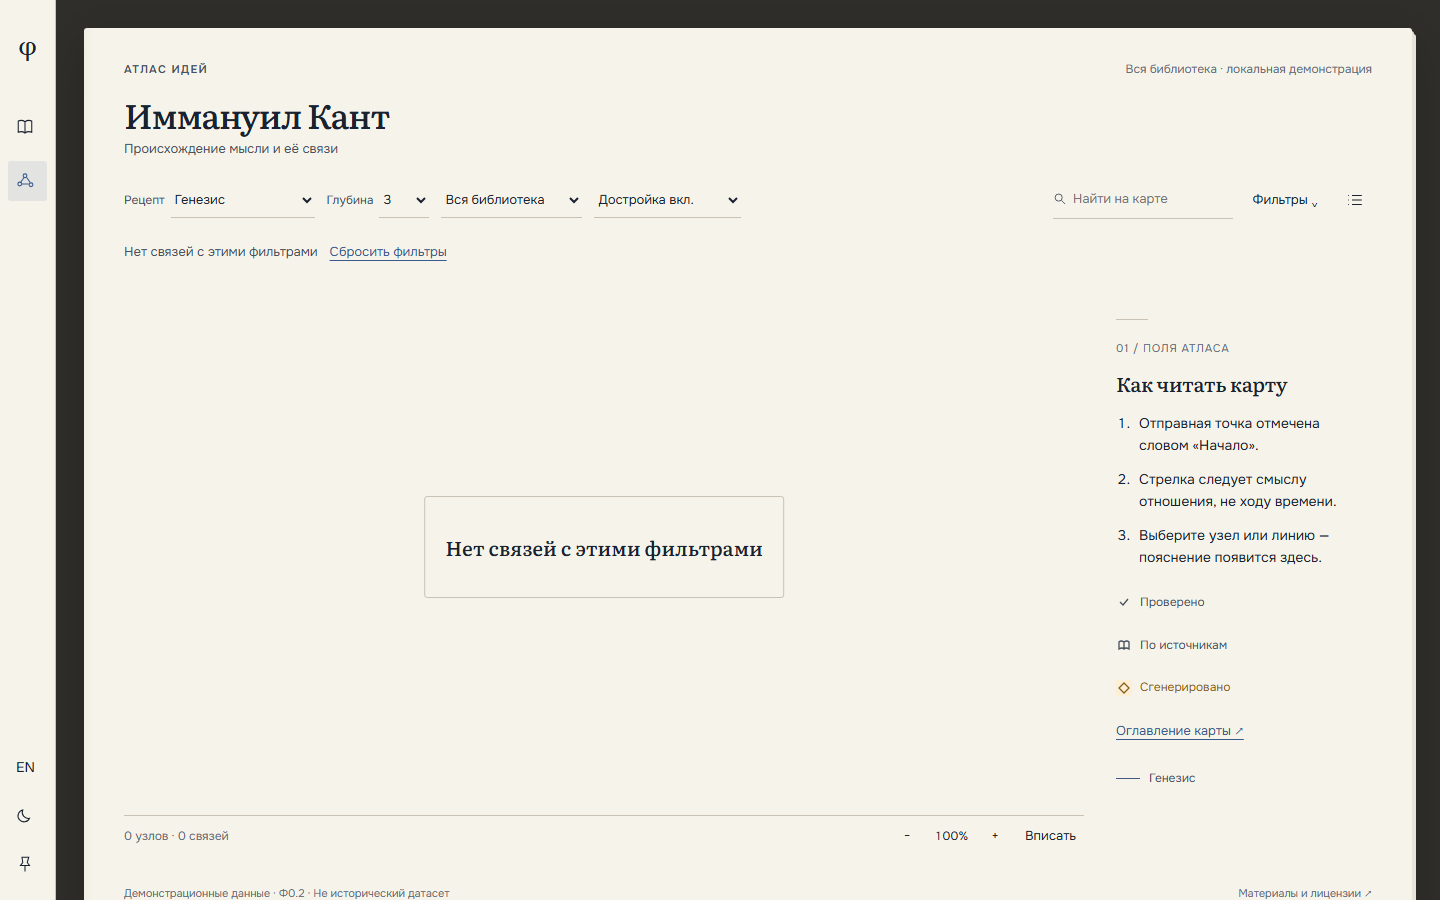 φ
АТЛАС ИДЕЙ
Вся библиотека · локальная демонстрация
Иммануил Кант
Происхождение мысли и её связи
Рецепт Генезис Глубина 3 Вся библиотека Достройка вкл. Найти на карте Фильтры
Нет связей с этими фильтрами Сбросить фильтры
01 / ПОЛЯ АТЛАСА
Как читать карту
1. Отправная точка отмечена
словом «Начало».
2. Стрелка следует смыслу
отношения, не ходу времени.
3. Выберите узел или линию —
пояснение появится здесь.
Нет связей с этими фильтрами
Проверено
По источникам
Сгенерировано
Оглавление карты ↗
Генезис
EN
0 узлов · 0 связей − 100% + Вписать
Демонстрационные данные · Ф0.2 · Не исторический датасет
Материалы и лицензии ↗